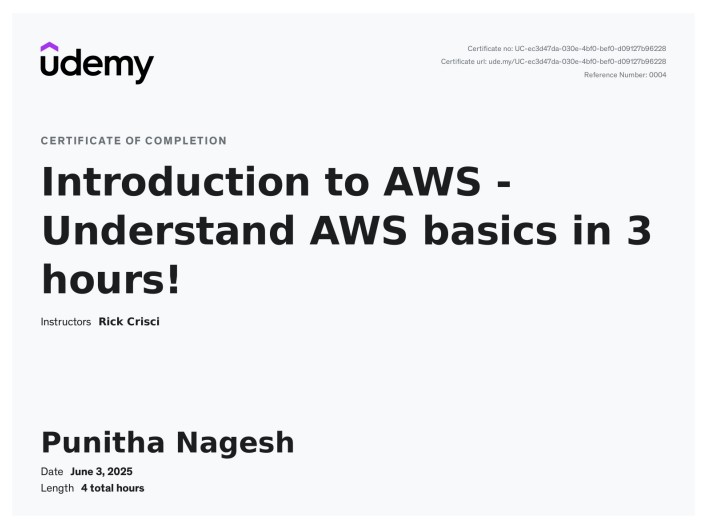 udemy
Certificate no: UC-ec3d47da-030e-4bf0-bef0-d09127b96228
Certificate url: ude.my/UC-ec3d47da-030e-4bf0-bef0-d09127b96228
Reference Number: 0004
CERTIFICATE OF COMPLETION
Introduction to AWS -
Understand AWS basics in 3
hours!
Instructors Rick Crisci
Punitha Nagesh
Date June 3, 2025
Length 4 total hours